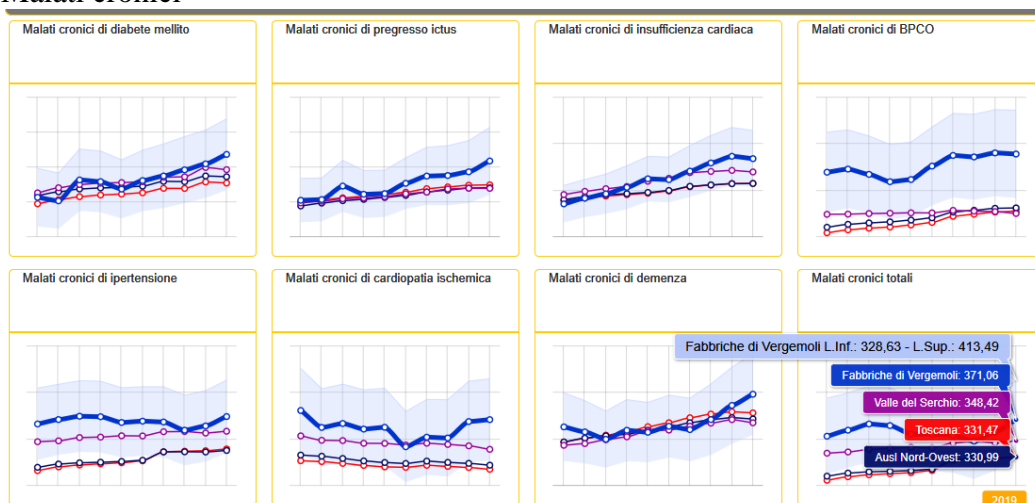 Malati cronici
Malati cronici di diabete mellito
Malati cronici di pregresso ictus
Malati cronici di insufficienza cardiaca
Malati cronici di BPCO
Malati cronici di ipertensione
Malati cronici di cardiopatia ischemica
Malati cronici di demenza
Malati cronici totali
Fabbriche di Vergemoli L.Inf.: 328,63 - L.Sup.: 413,49
Fabbriche di Vergemoli: 371,06
Valle del Serchio: 348,42
Toscana: 331,47
Ausl Nord-Ovest: 330,99
2019